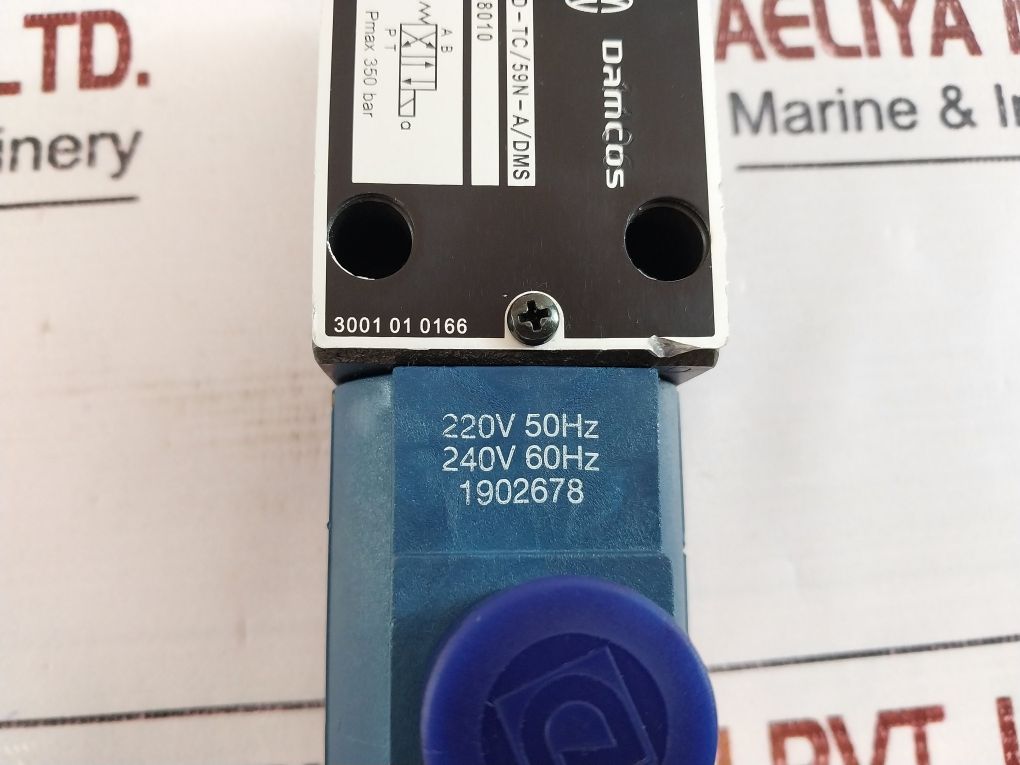 LTD.
AELIYA
Marine &
DAMCOS
D-TC/59N-A/DMS
8010
A B
P T
a
Pmax 350 bar
3001 01 0166
220V 50Hz
240V 60Hz
1902678
PVT.